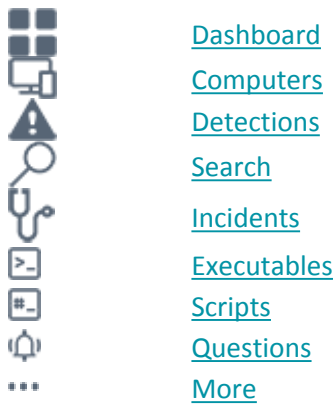 Dashboard
Computers
Detections
Search
Incidents
Executables
Scripts
Questions
More